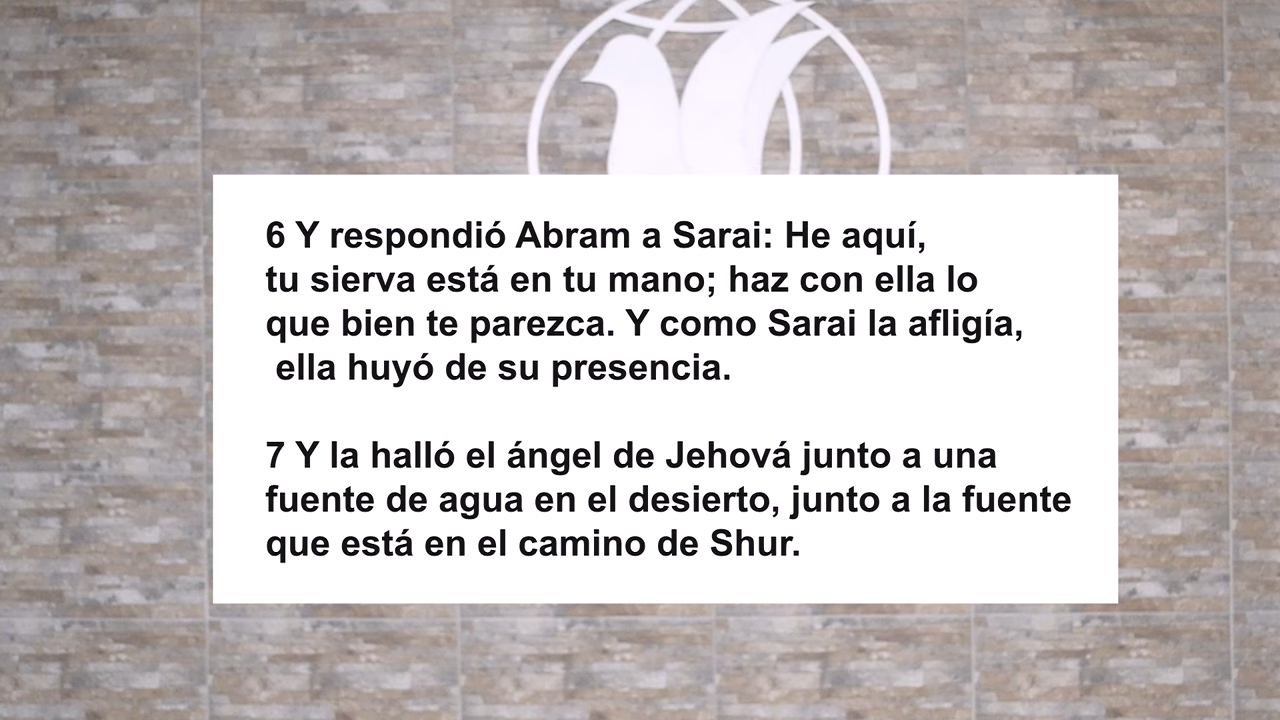 6 Y respondió Abram a Sarai: He aquí,
tu sierva está en tu mano; haz con ella lo
que bien te parezca. Y como Sarai la afligía,
ella huyó de su presencia.
7 Y la halló el ángel de Jehová junto a una
fuente de agua en el desierto, junto a la fuente
que está en el camino de Shur.